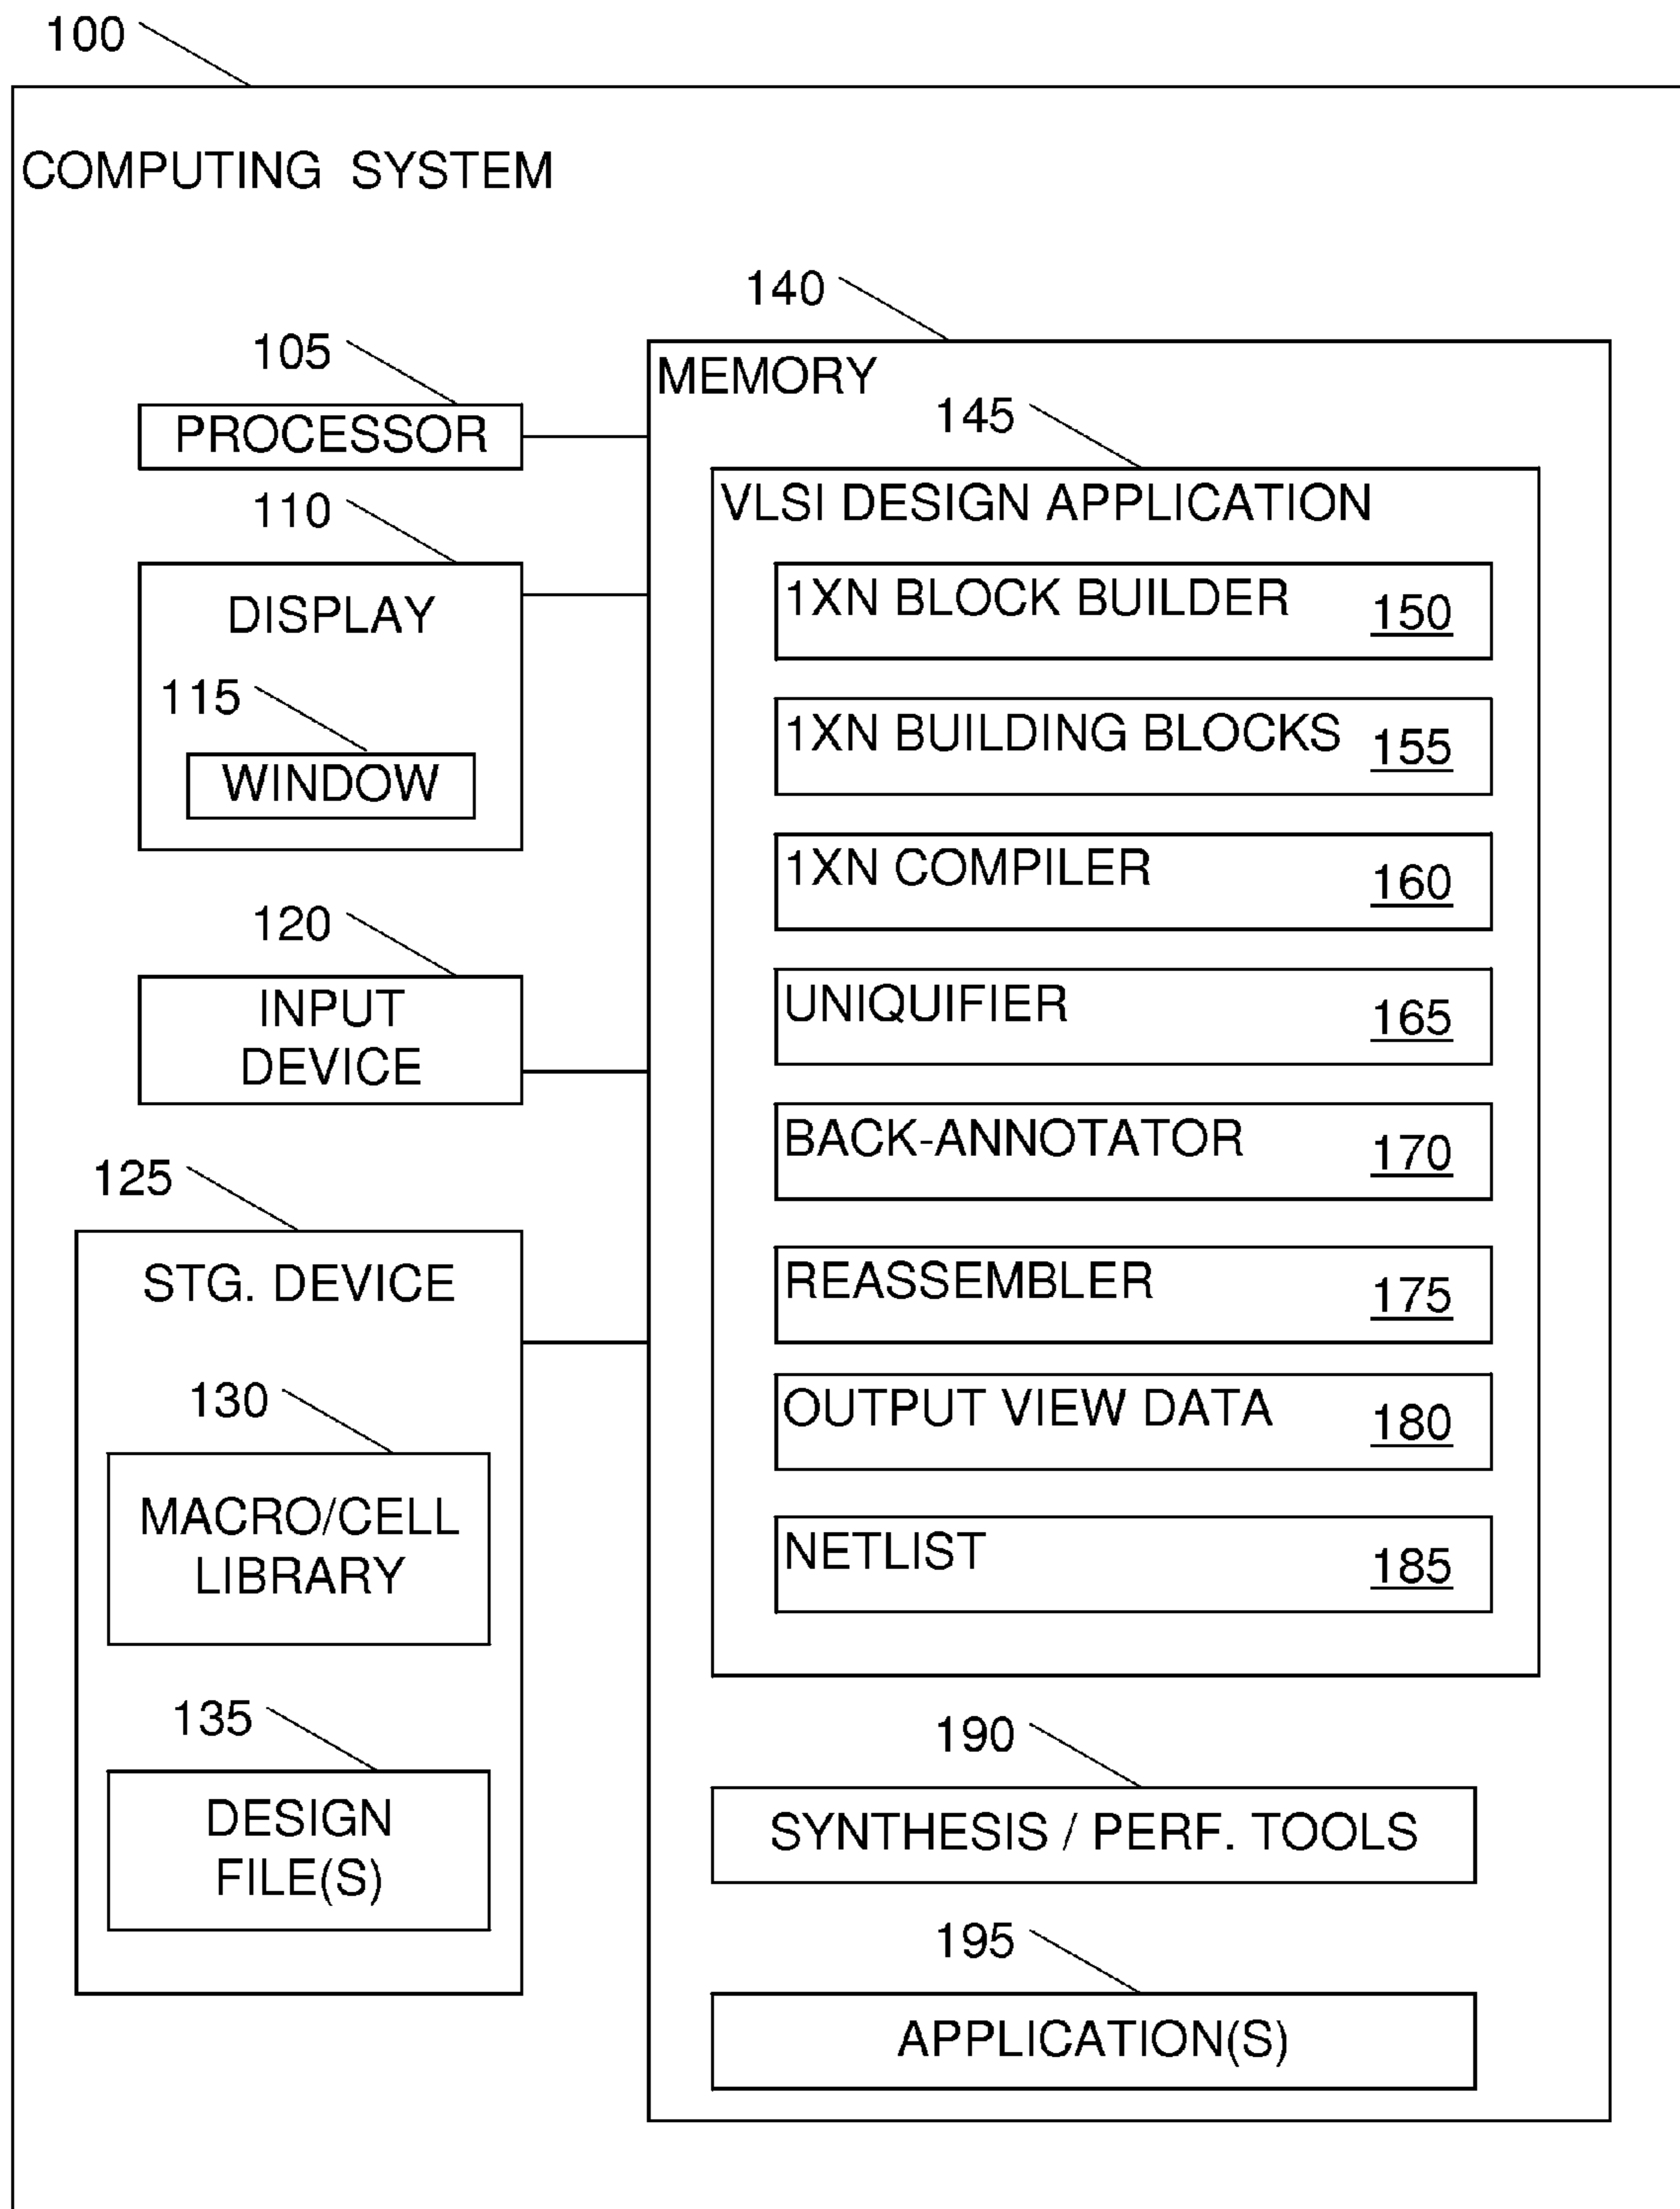 100
COMPUTING SYSTEM
105
PROCESSOR
110
DISPLAY
115
WINDOW
120
INPUT
DEVICE
125
STG. DEVICE
130
MACRO/CELL
LIBRARY
135
DESIGN
FILE(S)
140
MEMORY
145
VLSI DESIGN APPLICATION
1XN BLOCK BUILDER 150
1XN BUILDING BLOCKS 155
1XN COMPILER 160
UNIQUIFIER 165
BACK-ANNOTATOR 170
REASSEMBLER 175
OUTPUT VIEW DATA 180
NETLIST 185
190
SYNTHESIS / PERF. TOOLS
195
APPLICATION(S)